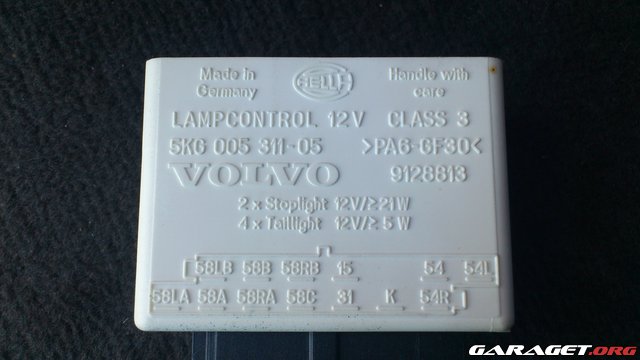 Made in HELLA Handle with
Germany care
LAMPCONTROL 12V CLASS 3
5KG 005 311-05 >PA6-GF30<
VOLVO 9128813
2 x Stoplight 12V/≥21W
4 x Taillight 12V/≥5W
58LB 58B 58RB 15 54 54L
58LA 58A 58RA 58C 31 K 54R
GARAGET.ORG